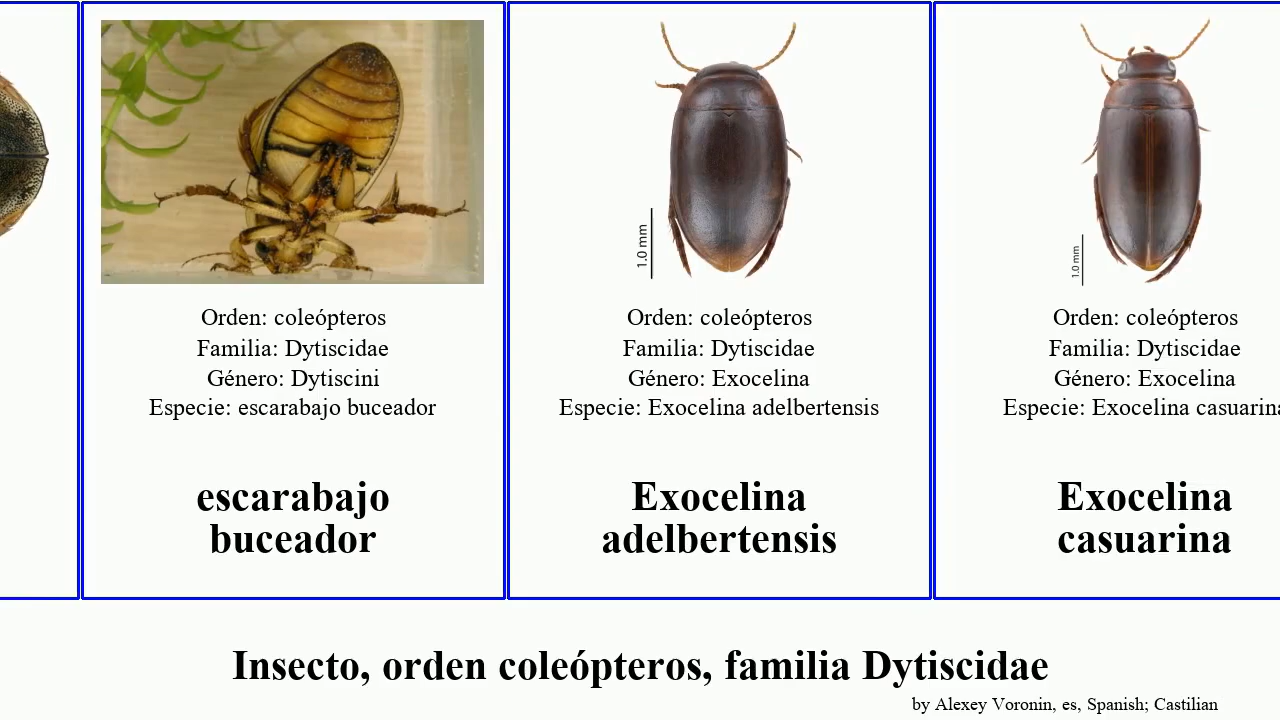 Orden: coleópteros
Familia: Dytiscidae
Género: Dytiscini
Especie: escarabajo buceador
escarabajo
buceador
1.0 mm
Orden: coleópteros
Familia: Dytiscidae
Género: Exocelina
Especie: Exocelina adelbertensis
Exocelina
adelbertensis
1.0 mm
Orden: coleópteros
Familia: Dytiscidae
Género: Exocelina
Especie: Exocelina casuarina
Exocelina
casuarina
Insecto, orden coleópteros, familia Dytiscidae
by Alexey Voronin, es, Spanish; Castilian